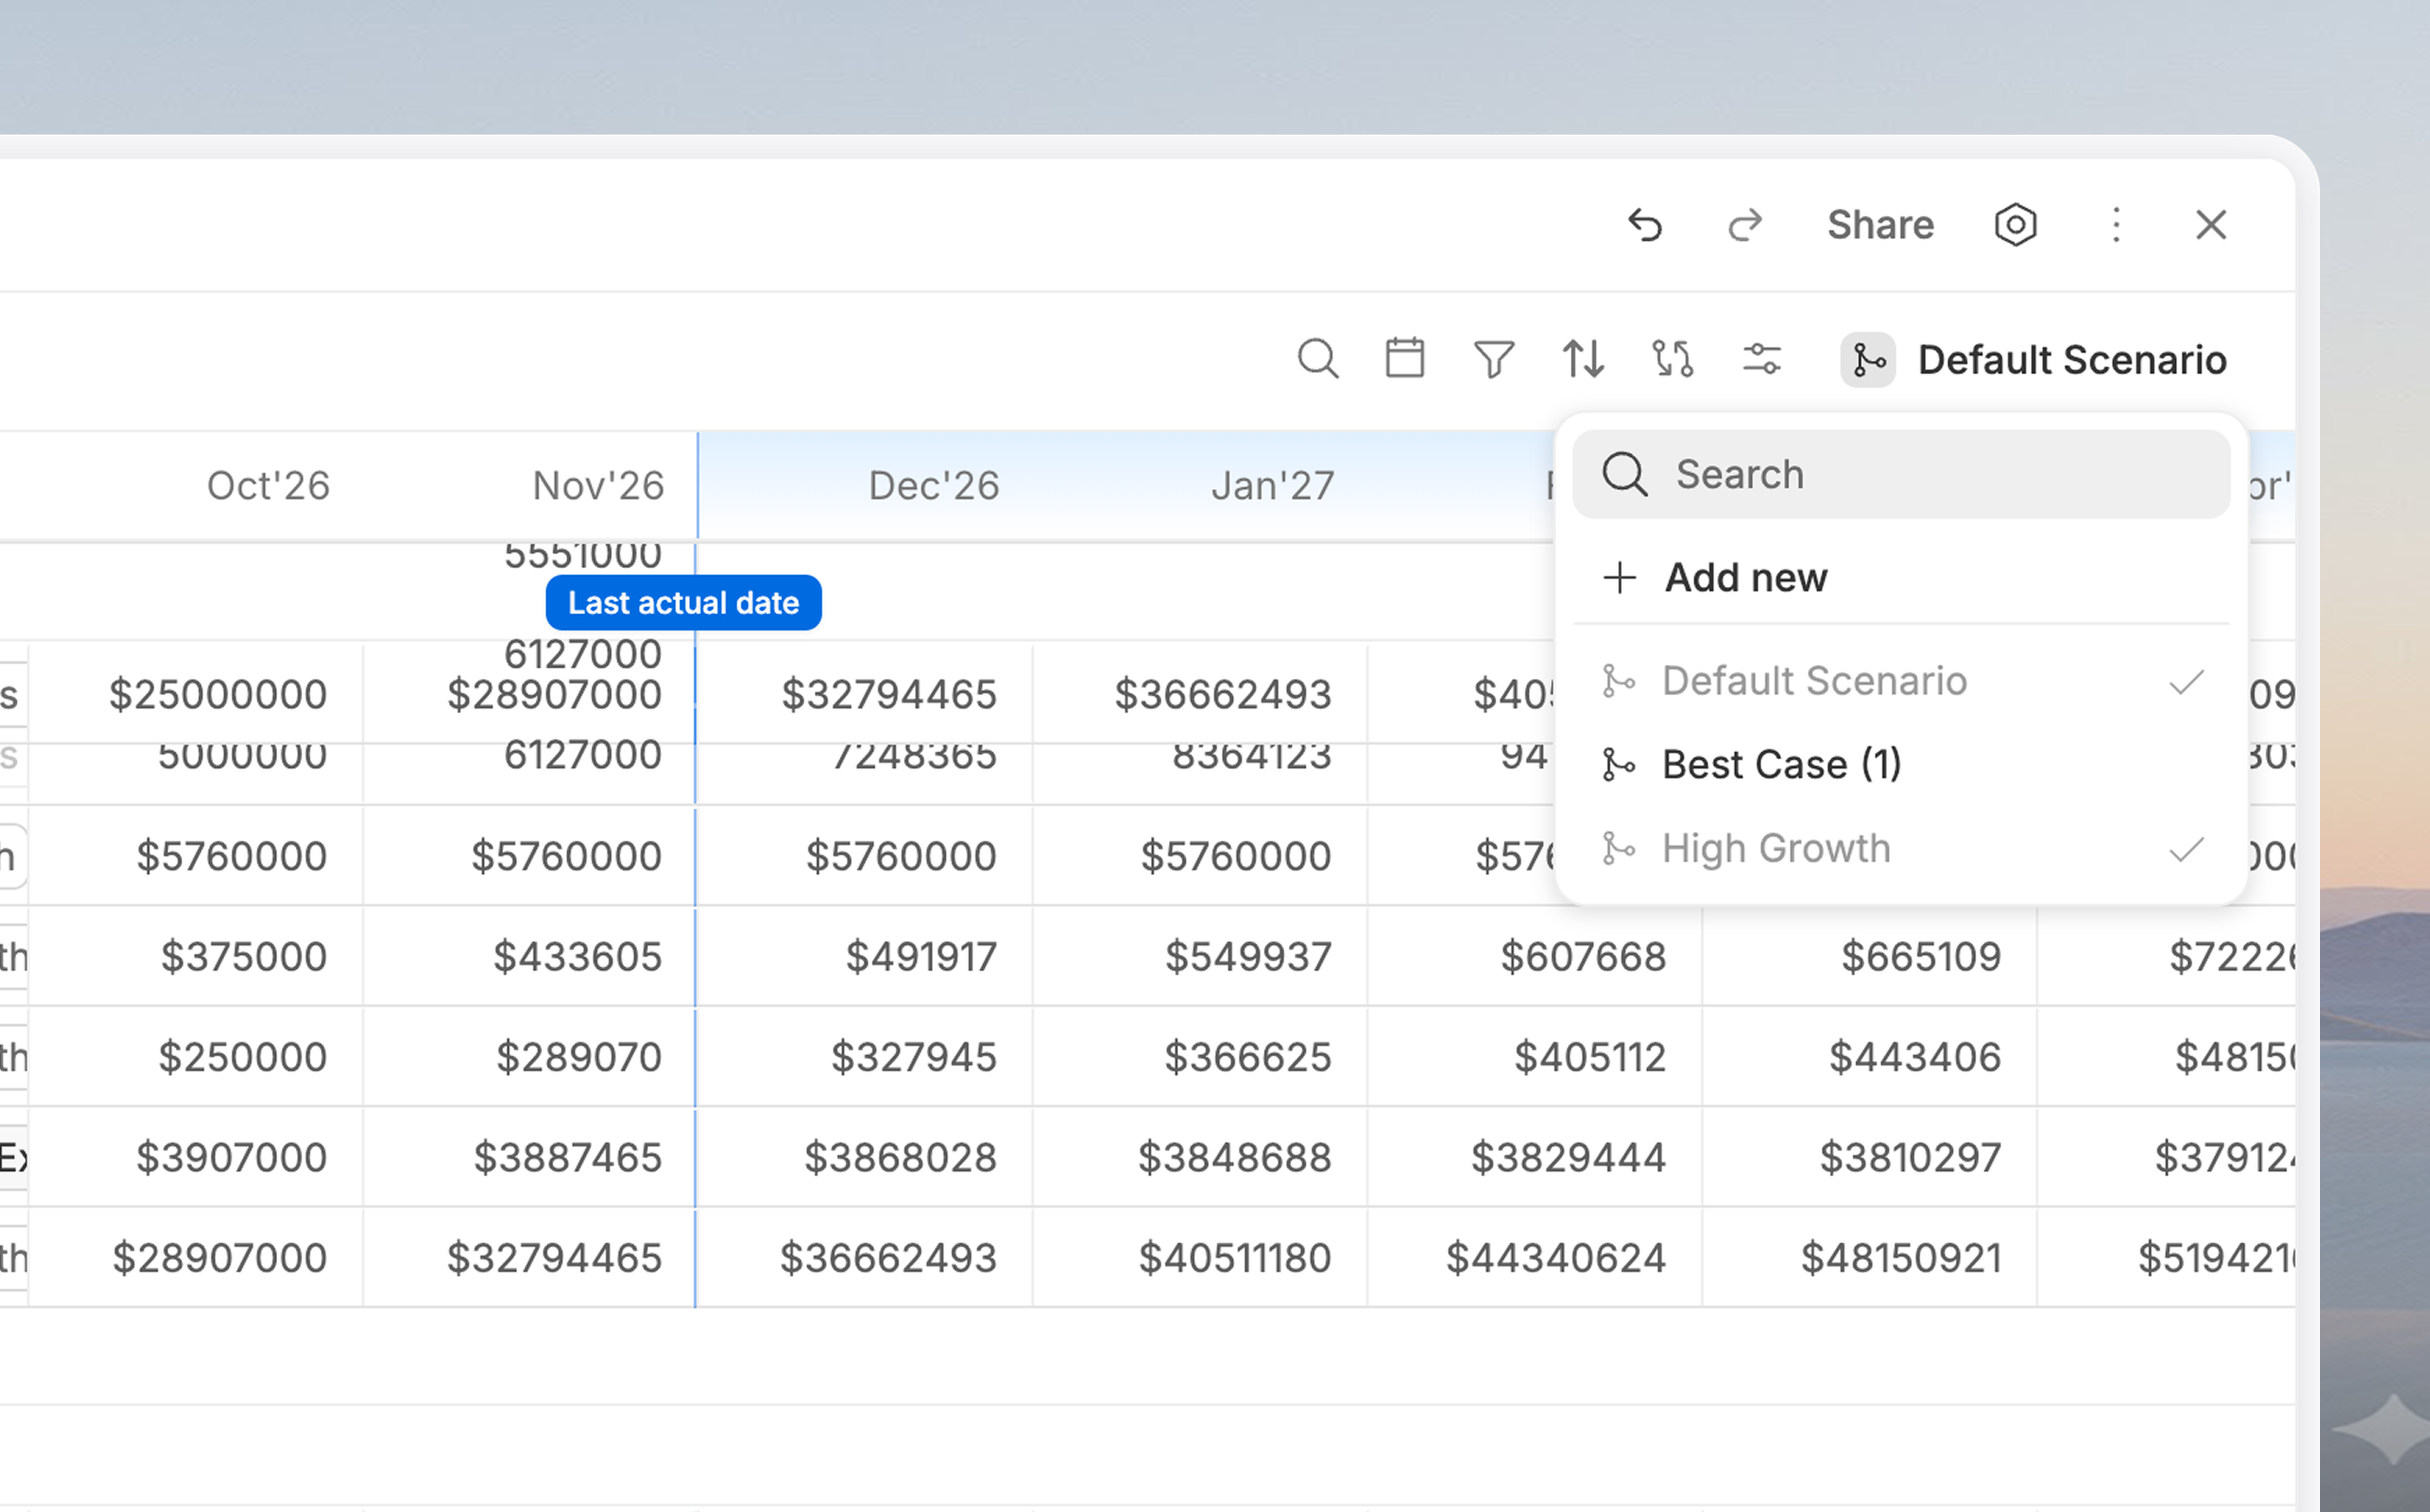 Share
Default Scenario
Oct'26 Nov'26 Dec'26 Jan'27
Search
Add new
Default Scenario
Best Case (1)
High Growth
5551000
Last actual date
6127000
$25000000 $28907000 $32794465 $36662493
5000000 6127000 7248365 8364123
$5760000 $5760000 $5760000 $5760000
$375000 $433605 $491917 $549937 $607668 $665109
$250000 $289070 $327945 $366625 $405112 $443406
$3907000 $3887465 $3868028 $3848688 $3829444 $3810297
$28907000 $32794465 $36662493 $40511180 $44340624 $48150921